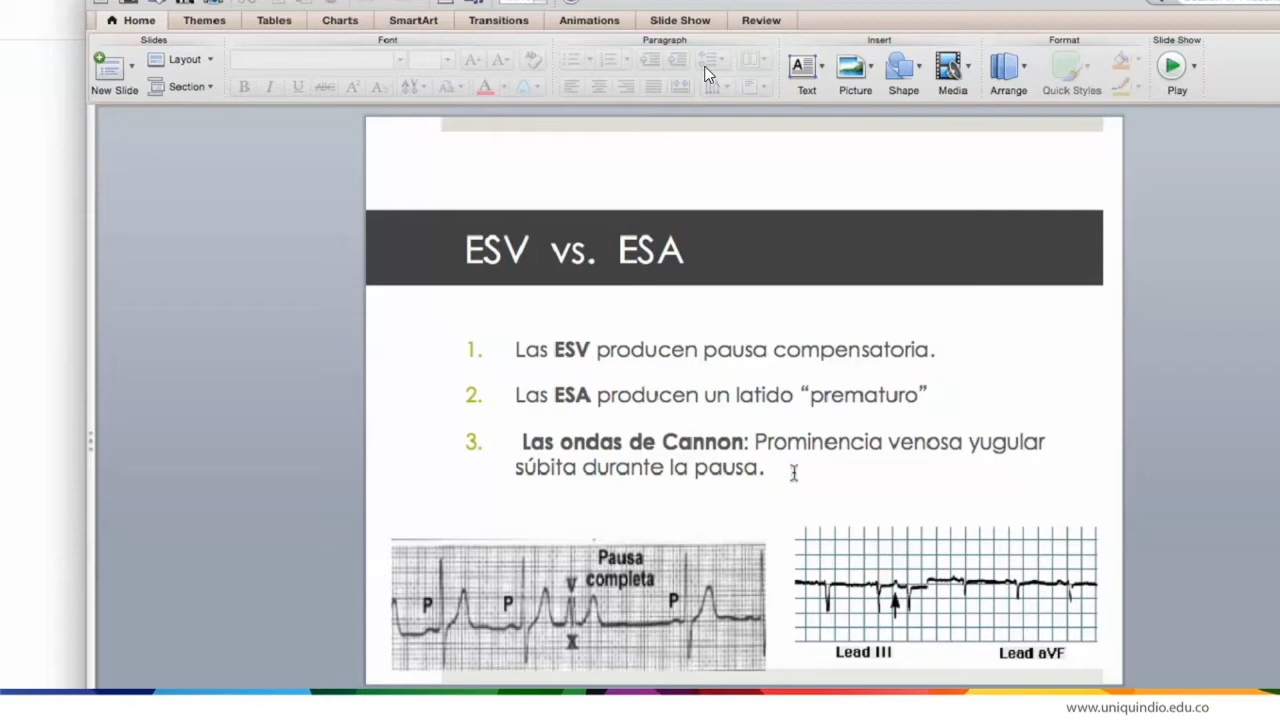 Home Themes Tables Charts SmartArt Transitions Animations Slide Show Review
Slides Font Paragraph Insert Format Slide Show
Layout
New Slide Section
B I U ABC A² A
Text Picture Shape Media Arrange Quick Styles Play
ESV vs. ESA
1. Las ESV producen pausa compensatoria.
2. Las ESA producen un latido “prematuro”
3. Las ondas de Cannon: Prominencia venosa yugular
súbita durante la pausa.
Pausa
completa
P P V P
X
Lead III Lead aVF
www.uniquindio.edu.co